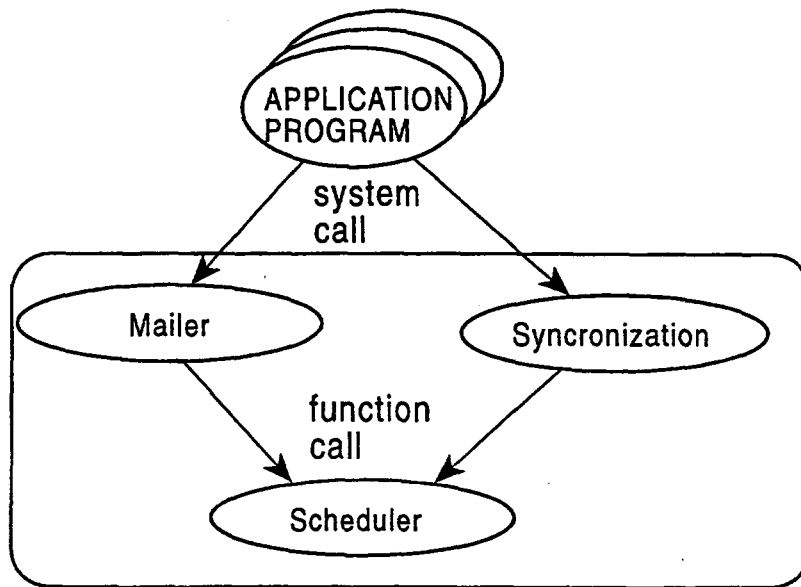 APPLICATION
PROGRAM
system
call
Mailer
Syncronization
function
call
Scheduler